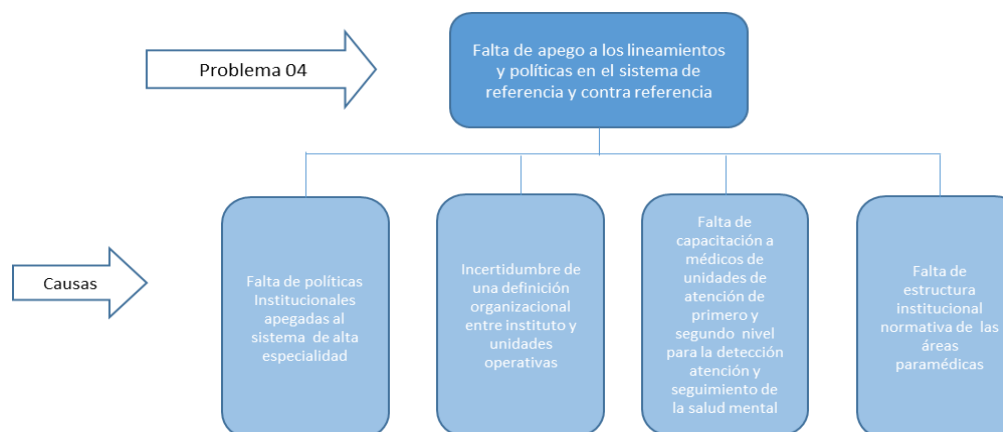 Problema 04
Falta de apego a los lineamientos
y políticas en el sistema de
referencia y contra referencia
Causas
Falta de políticas
Institucionales
apegadas al
sistema de alta
especialidad
Incertidumbre de
una definición
organizacional
entre instituto y
unidades
operativas
Falta de
capacitación a
médicos de
unidades de
atención de
primero y
segundo nivel
para la detección
atención y
seguimiento de
la salud mental
Falta de
estructura
institucional
normativa de las
áreas
paramédicas